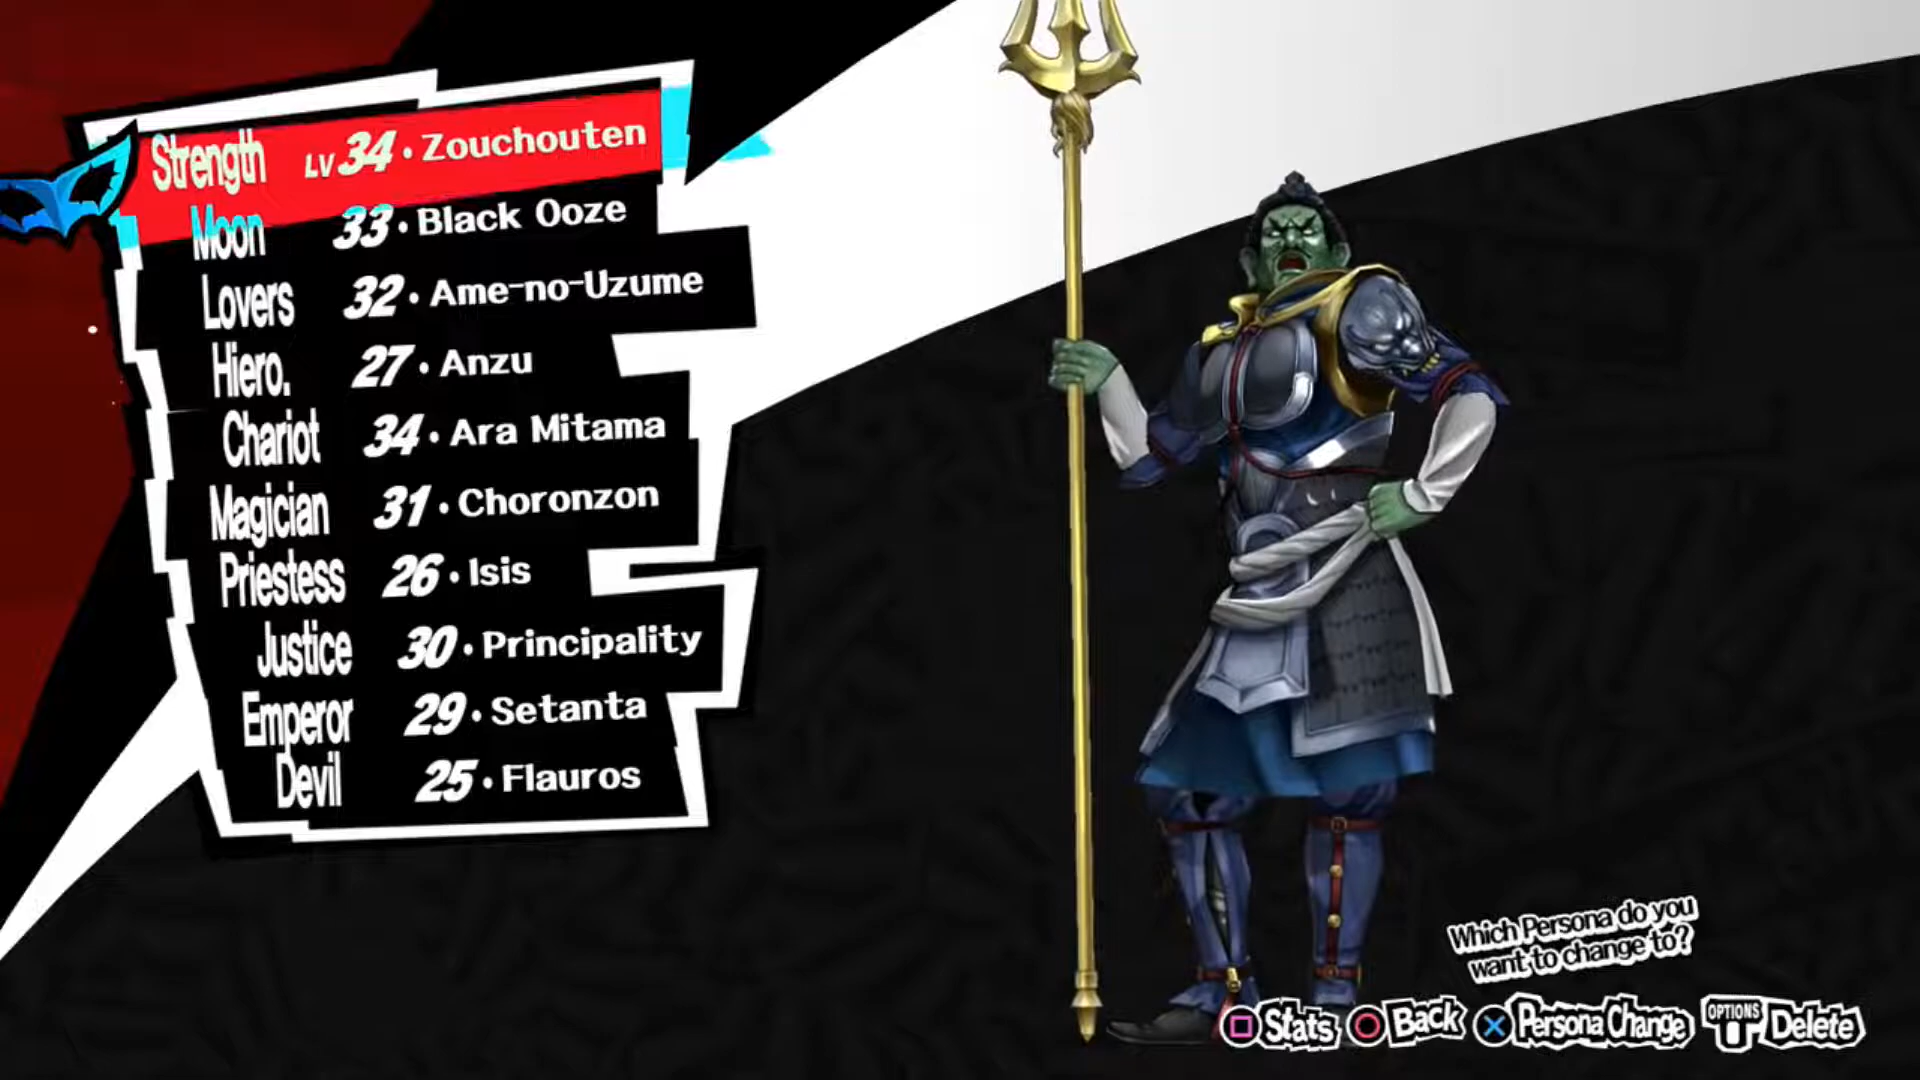 Strength LV 34 · Zouchouten
Moon 33 · Black Ooze
Lovers 32 · Ame-no-Uzume
Hiero. 27 · Anzu
Chariot 34 · Ara Mitama
Magician 31 · Choronzon
Priestess 26 · Isis
Justice 30 · Principality
Emperor 29 · Setanta
Devil 25 · Flauros
Which Persona do you
want to change to?
Stats Back Persona Change OPTIONS Delete